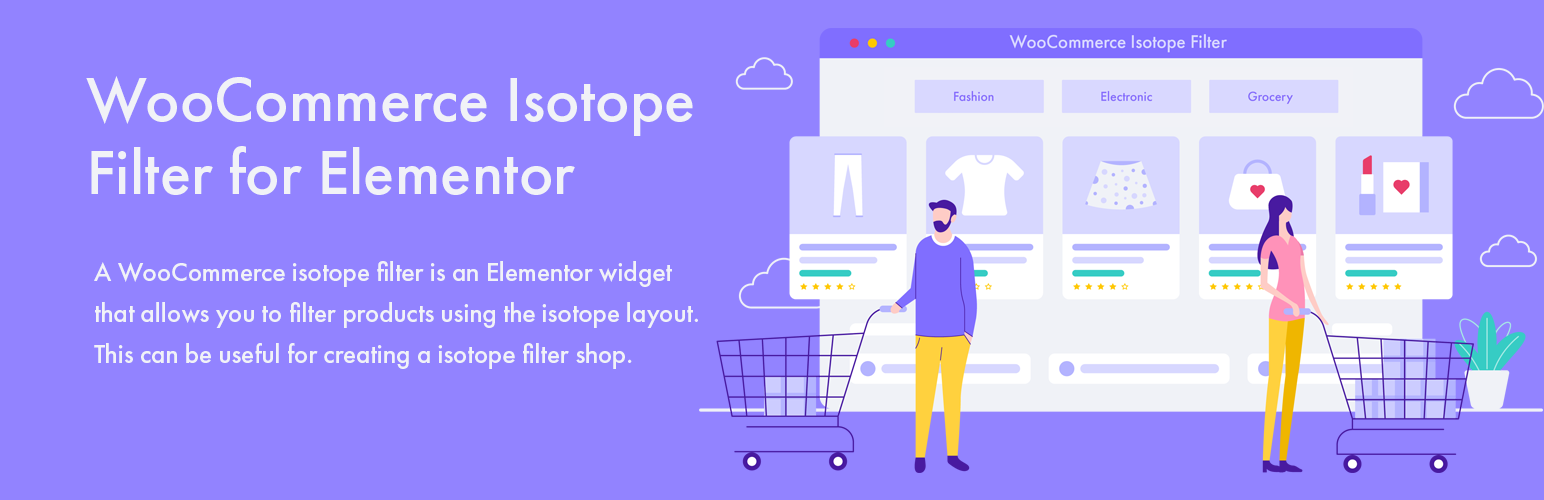 WooCommerce Isotope
Filter for Elementor
A WooCommerce isotope filter is an Elementor widget
that allows you to filter products using the isotope layout.
This can be useful for creating a isotope filter shop.
WooCommerce Isotope Filter
Fashion
Electronic
Grocery